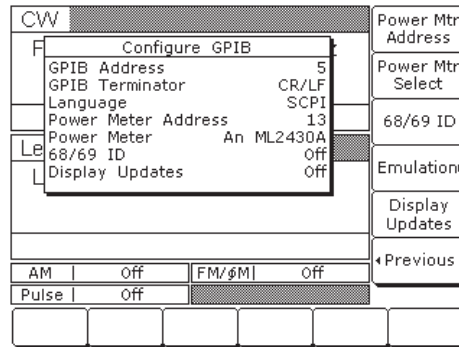 CW
Configure GPIB
GPIB Address 5
GPIB Terminator CR/LF
Language SCPI
Power Meter Address 13
Power Meter An ML2430A
68/69 ID Off
Display Updates Off
F
z
Le
L
AM Off FM/ϕM Off
Pulse Off
Power Mtr
Address
Power Mtr
Select
68/69 ID
Emulation
Display
Updates
Previous